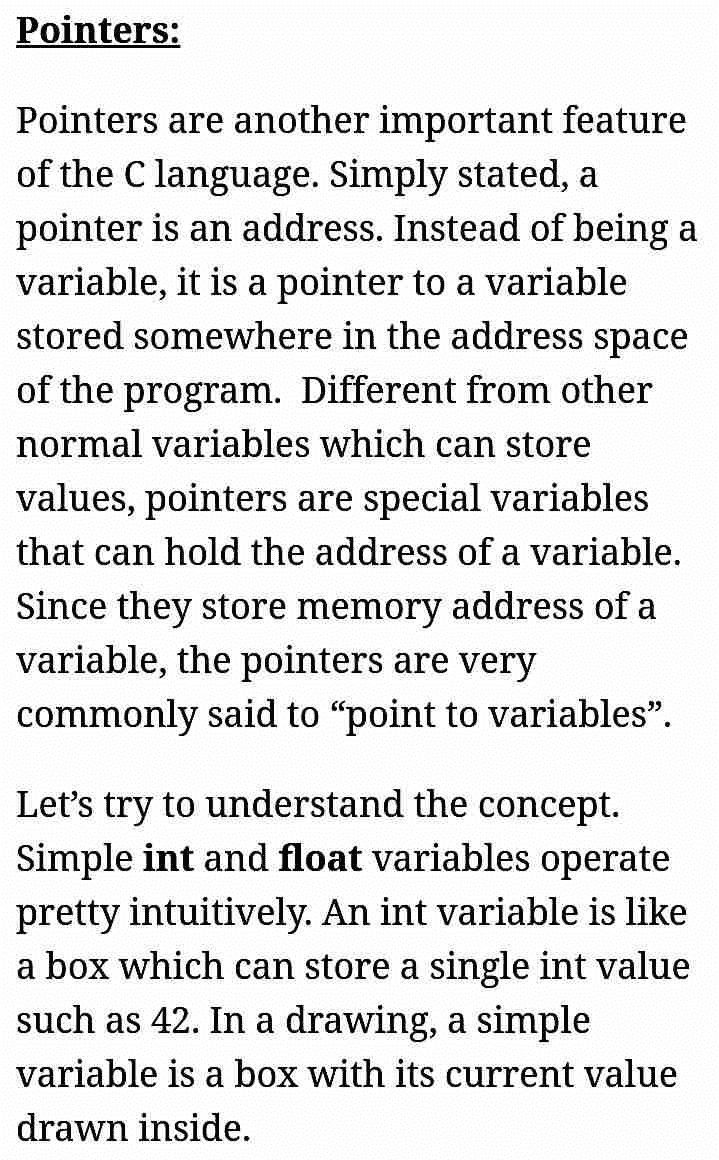 Pointers:
Pointers are another important feature
of the C language. Simply stated, a
pointer is an address. Instead of being a
variable, it is a pointer to a variable
stored somewhere in the address space
of the program.  Different from other
normal variables which can store
values, pointers are special variables
that can hold the address of a variable.
Since they store memory address of a
variable, the pointers are very
commonly said to “point to variables”.
Let’s try to understand the concept.
Simple int and float variables operate
pretty intuitively. An int variable is like
a box which can store a single int value
such as 42. In a drawing, a simple
variable is a box with its current value
drawn inside.